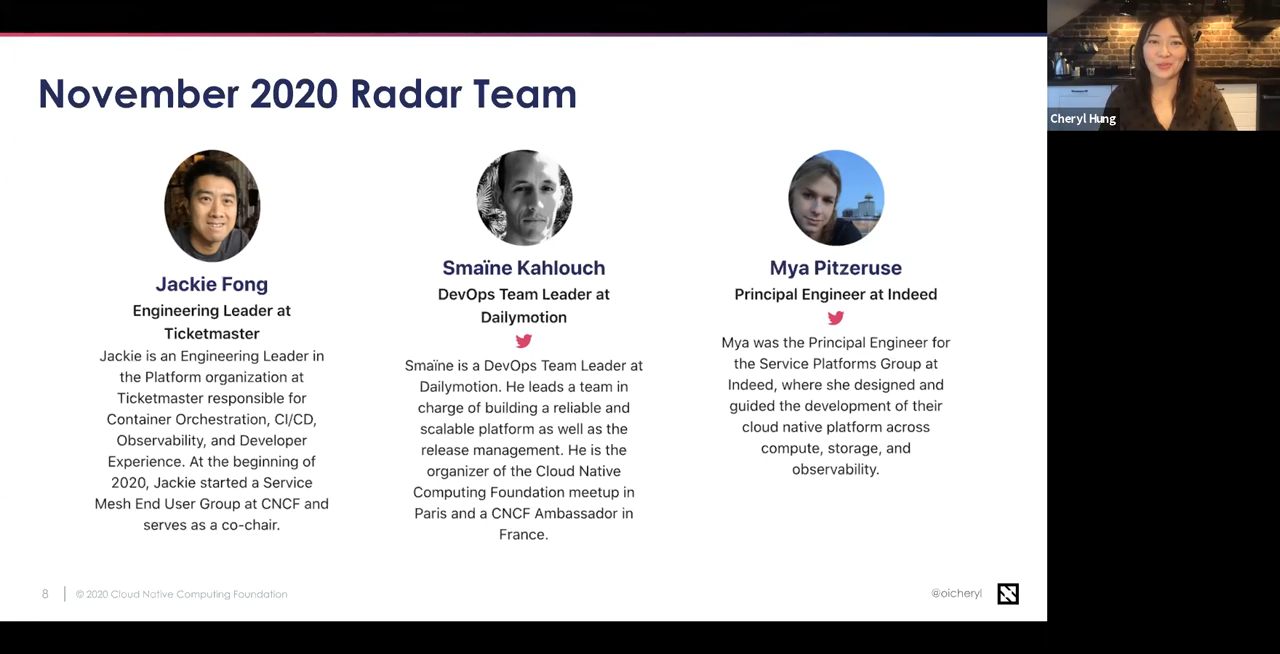 November 2020 Radar Team
Cheryl Hung
Jackie Fong
Engineering Leader at
Ticketmaster
Jackie is an Engineering Leader in
the Platform organization at
Ticketmaster responsible for
Container Orchestration, CI/CD,
Observability, and Developer
Experience. At the beginning of
2020, Jackie started a Service
Mesh End User Group at CNCF and
serves as a co-chair.
Smaïne Kahlouch
DevOps Team Leader at
Dailymotion
Smaïne is a DevOps Team Leader at
Dailymotion. He leads a team in
charge of building a reliable and
scalable platform as well as the
release management. He is the
organizer of the Cloud Native
Computing Foundation meetup in
Paris and a CNCF Ambassador in
France.
Mya Pitzeruse
Principal Engineer at Indeed
Mya was the Principal Engineer for
the Service Platforms Group at
Indeed, where she designed and
guided the development of their
cloud native platform across
compute, storage, and
observability.
8
© 2020 Cloud Native Computing Foundation
@oicheryl